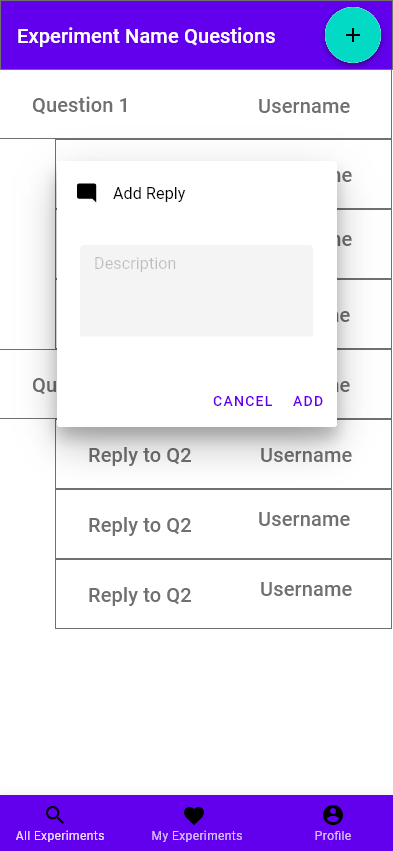 Experiment Name Questions
Question 1 Username
me
Add Reply
me
Description
me
Qu me
CANCEL ADD
Reply to Q2 Username
Reply to Q2 Username
Reply to Q2 Username
All Experiments My Experiments Profile